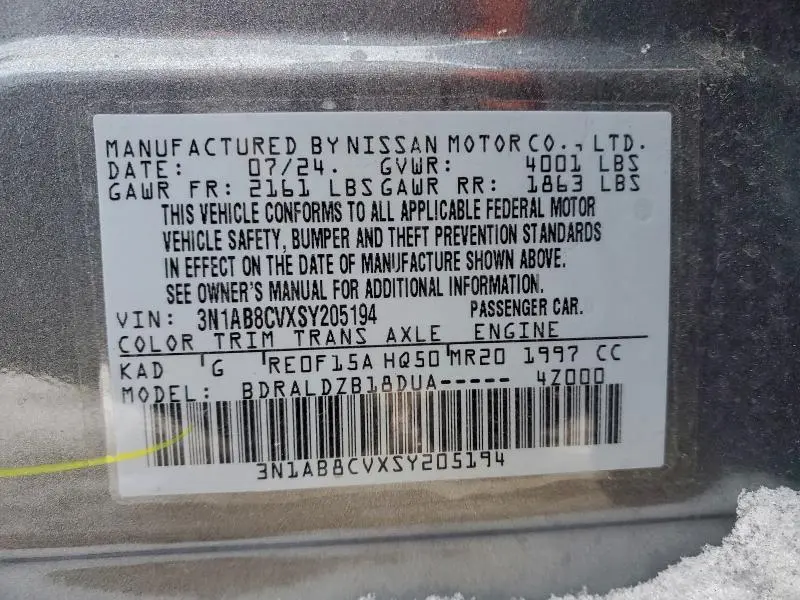 MANUFACTURED BY NISSAN MOTOR CO., LTD.
DATE: 07/24. GVWR: 4001 LBS
GAWR FR: 2161 LBS GAWR RR: 1863 LBS
THIS VEHICLE CONFORMS TO ALL APPLICABLE FEDERAL MOTOR
VEHICLE SAFETY, BUMPER AND THEFT PREVENTION STANDARDS
IN EFFECT ON THE DATE OF MANUFACTURE SHOWN ABOVE.
SEE OWNER'S MANUAL FOR ADDITIONAL INFORMATION.
VIN: 3N1AB8CVXSY205194 PASSENGER CAR.
COLOR TRIM TRANS AXLE ENGINE
KAD G RE0F15A HQ50 MR20 1997 CC
MODEL: BDRALDZB18DUA----- 4Z000
3N1AB8CVXSY205194